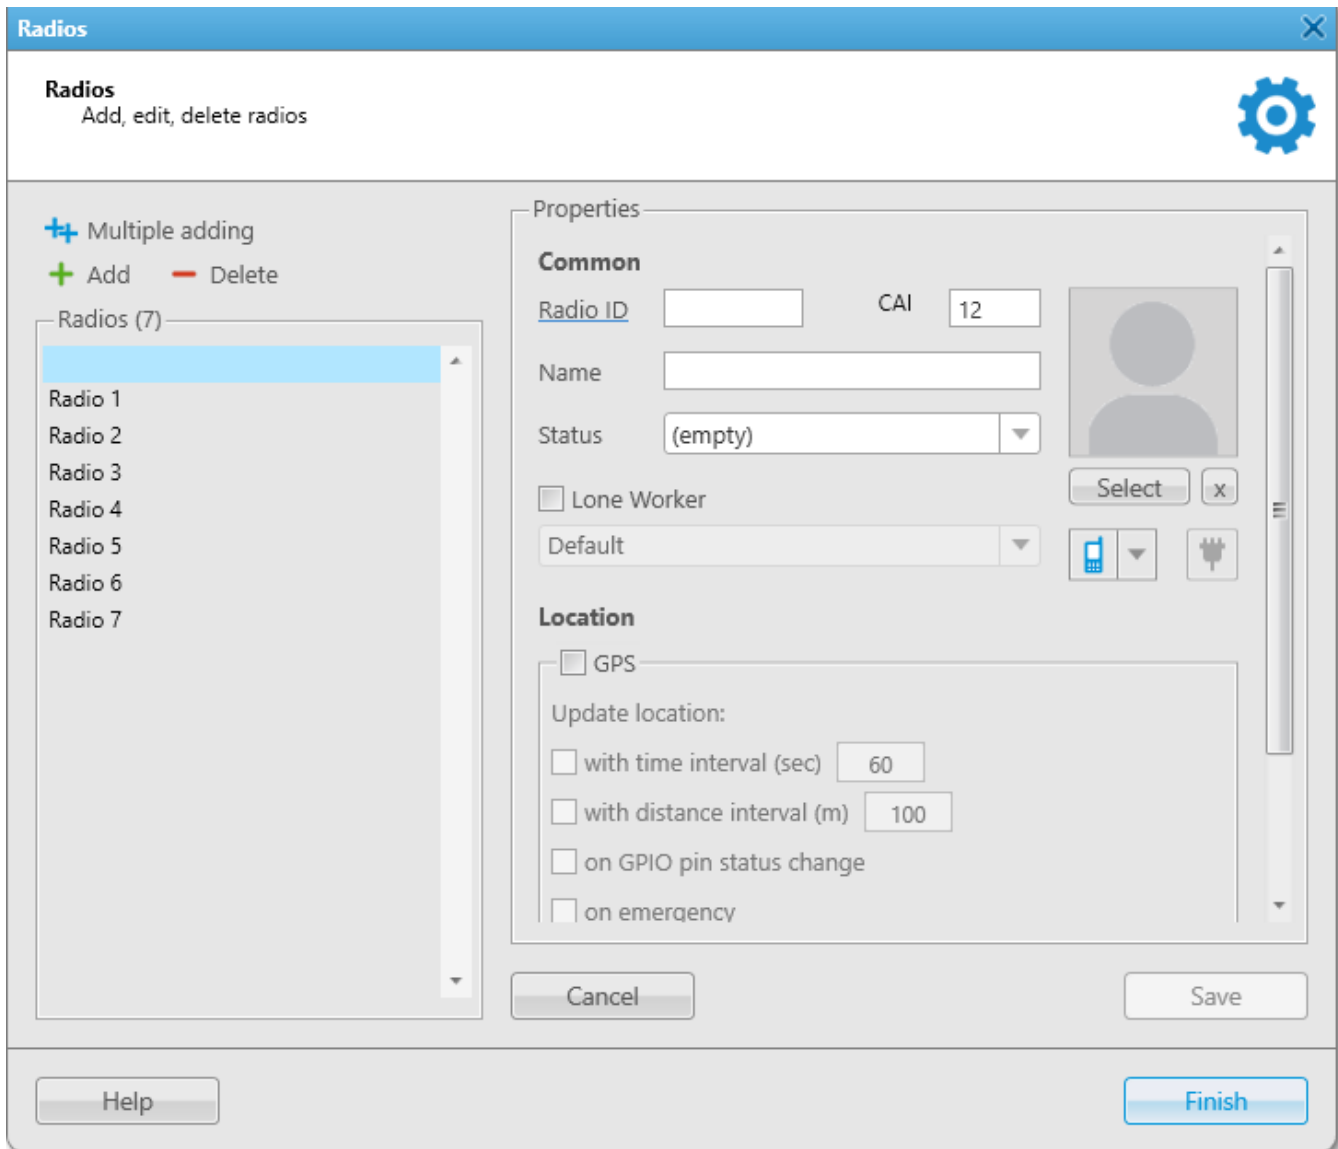 Radios
Radios
Add, edit, delete radios
Multiple adding
Add Delete
Radios (7)
Radio 1
Radio 2
Radio 3
Radio 4
Radio 5
Radio 6
Radio 7
Properties
Common
Radio ID CAI 12
Name
Status (empty)
Select x
Lone Worker
Default
Location
GPS
Update location:
with time interval (sec) 60
with distance interval (m) 100
on GPIO pin status change
on emergency
Cancel Save
Help Finish